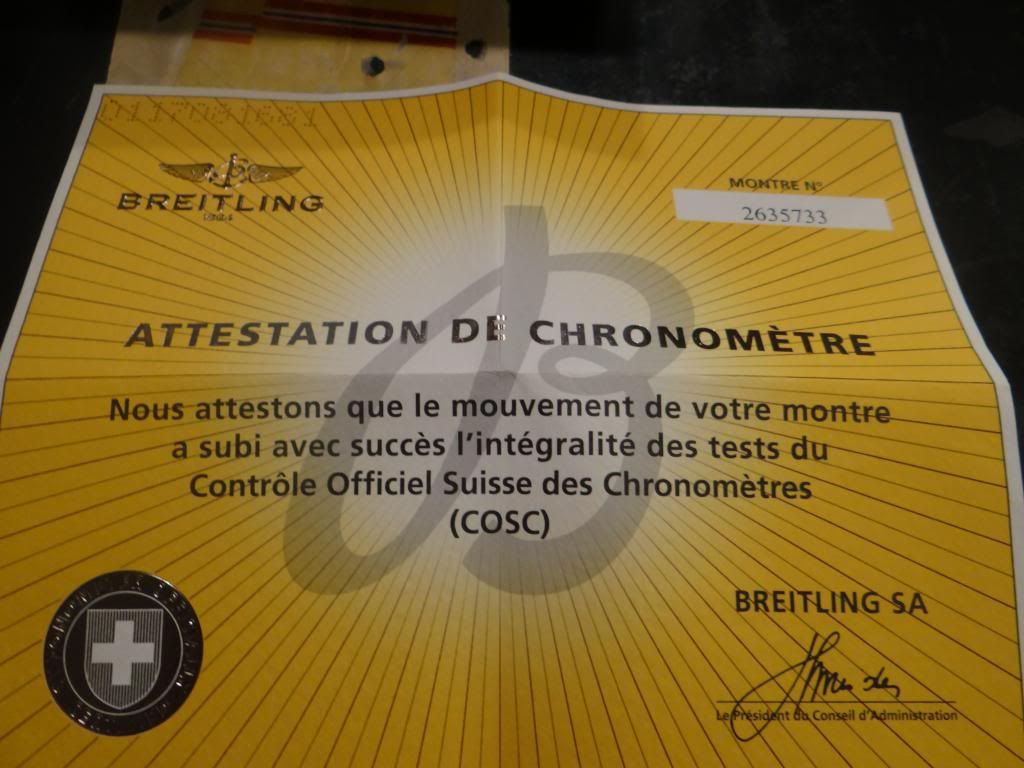 BREITLING
1884
MONTRE N°
2635733
ATTESTATION DE CHRONOMÈTRE
Nous attestons que le mouvement de votre montre
a subi avec succès l'intégralité des tests du
Contrôle Officiel Suisse des Chronomètres
(COSC)
BREITLING SA
Le Président du Conseil d'Administration